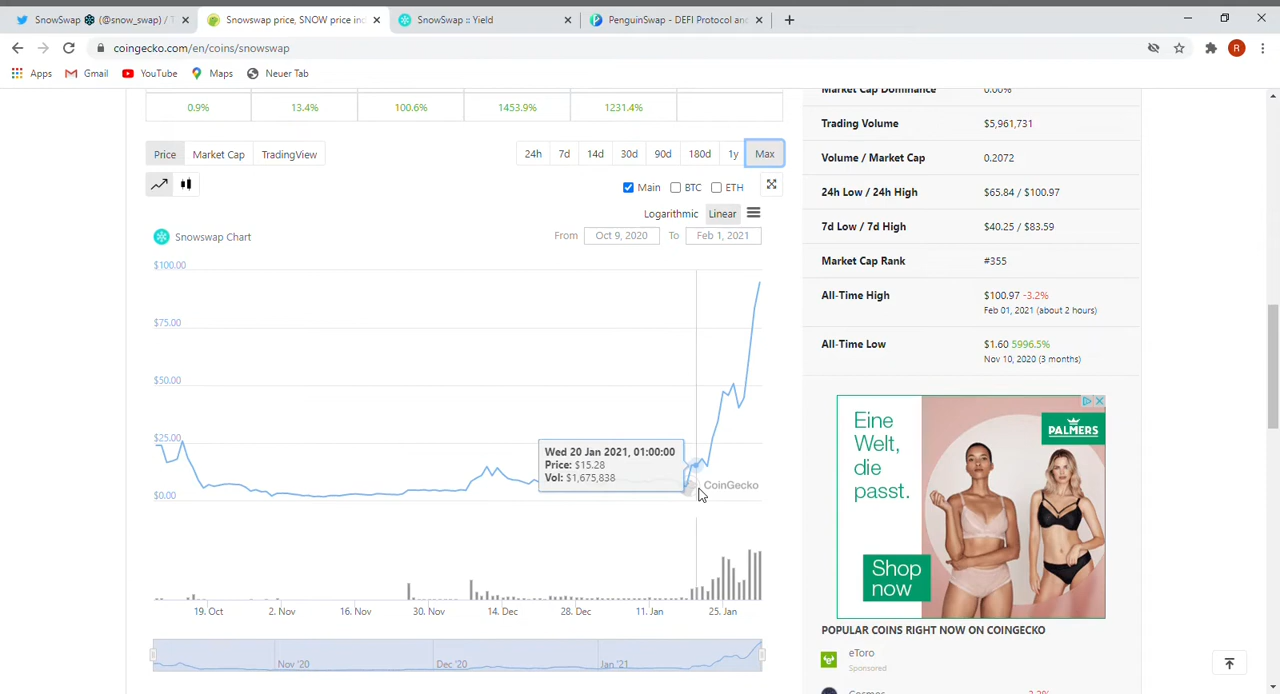 SnowSwap (@snow_swap) / T
Snowswap price, SNOW price ind
SnowSwap :: Yield
PenguinSwap - DEFI Protocol and
coingecko.com/en/coins/snowswap
R
Apps Gmail YouTube Maps Neuer Tab
0.9% 13.4% 100.6% 1453.9% 1231.4%
Price Market Cap TradingView
24h 7d 14d 30d 90d 180d 1y Max
Main BTC ETH
Logarithmic Linear
Snowswap Chart
From Oct 9, 2020 To Feb 1, 2021
$100.00
$75.00
$50.00
$25.00
$0.00
Wed 20 Jan 2021, 01:00:00
Price: $15.28
Vol: $1,675,838
CoinGecko
19. Oct 2. Nov 16. Nov 30. Nov 14. Dec 28. Dec 11. Jan 25. Jan
Nov '20 Dec '20 Jan '21
Market Cap Dominance 0.00%
Trading Volume $5,961,731
Volume / Market Cap 0.2072
24h Low / 24h High $65.84 / $100.97
7d Low / 7d High $40.25 / $83.59
Market Cap Rank #355
All-Time High $100.97 -3.2%
Feb 01, 2021 (about 2 hours)
All-Time Low $1.60 5996.5%
Nov 10, 2020 (3 months)
Eine
Welt,
die
passt.
PALMERS
Shop
now
POPULAR COINS RIGHT NOW ON COINGECKO
eToro
Sponsored
Cosmos